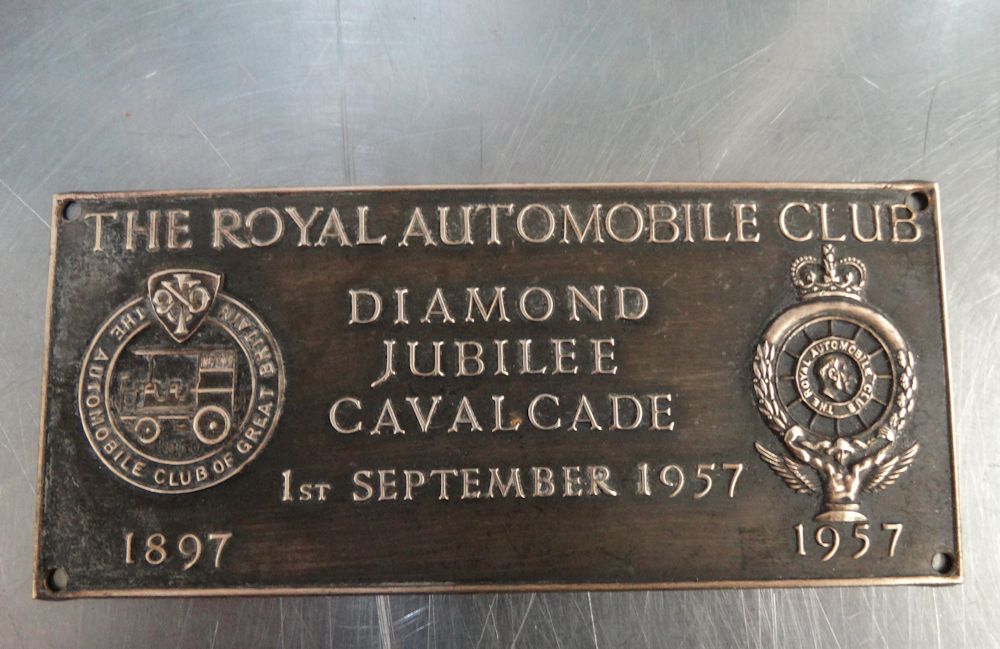 THE ROYAL AUTOMOBILE CLUB
DIAMOND
JUBILEE
CAVALCADE
1ST SEPTEMBER 1957
THE AUTOMOBILE CLUB OF GREAT BRITAIN
1897
THE ROYAL AUTOMOBILE CLUB
1957